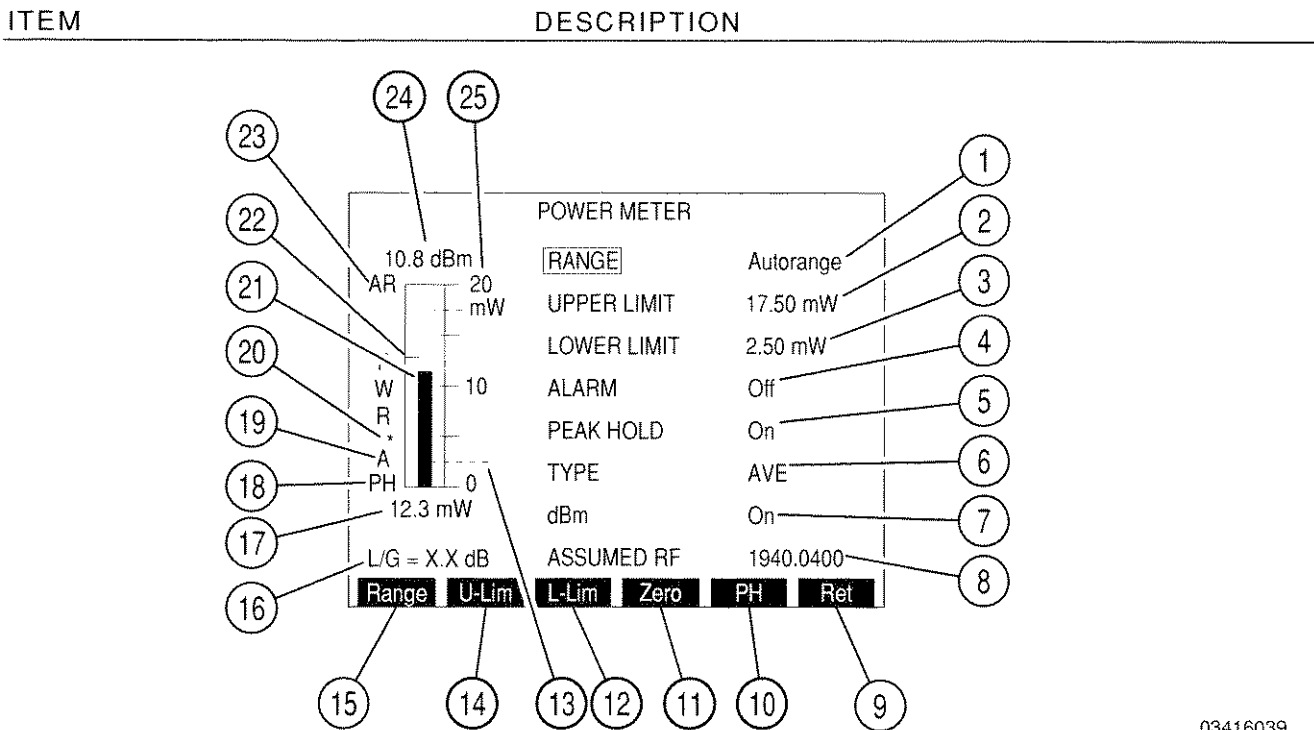 ITEM DESCRIPTION
24 25
23
1
22
POWER METER
2
10.8 dBm RANGE Autorange
AR 20
21
mW UPPER LIMIT 17.50 mW
3
LOWER LIMIT 2.50 mW
20
4
W 10 ALARM Off
R
19
* PEAK HOLD On
5
A
18
TYPE AVE
6
PH 0
12.3 mW
17
dBm On
7
L/G = X.X dB ASSUMED RF 1940.0400
8
16
Range U-Lim L-Lim Zero PH Ret
15 14 13 12 11 10 9
03416039